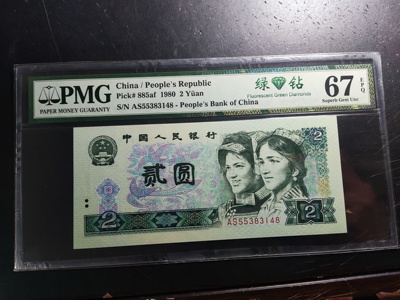 PMG
PAPER MONEY GUARANTY
China / People's Republic
Pick# 885af 1980 2 Yüan
S/N AS55383148 - People's Bank of China
绿 钻
Fluorescent Green Diamonds
67 EPQ
Superb Gem Unc
中国人民银行
贰圆
2
2
2
AS55383148